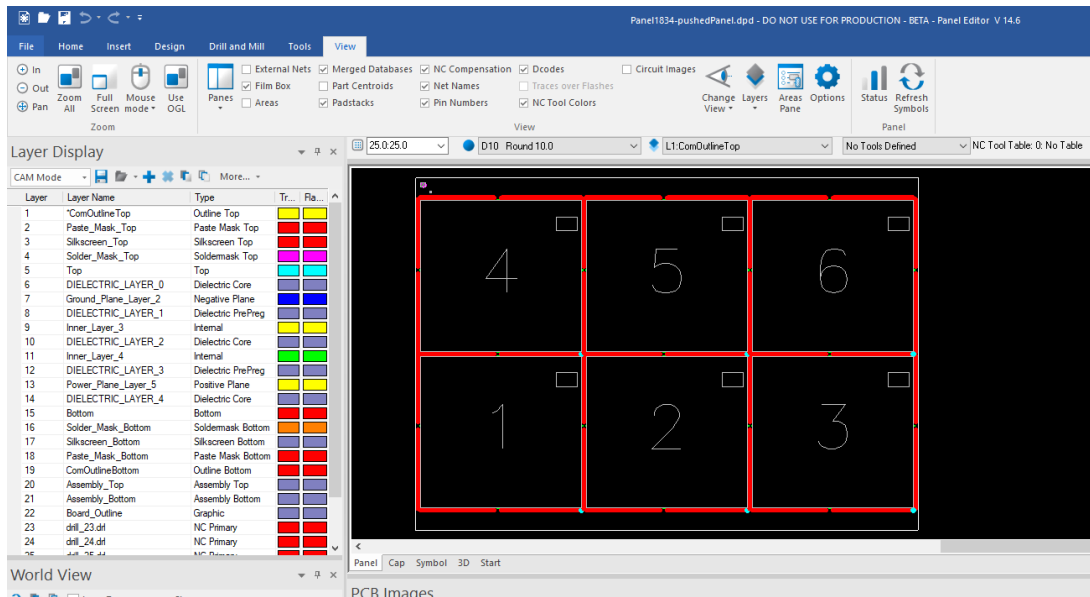 Panel1834-pushedPanel.dpd - DO NOT USE FOR PRODUCTION - BETA - Panel Editor V 14.6
File Home Insert Design Drill and Mill Tools View
In
Out
Pan
Zoom All
Full Screen
Mouse mode
Use OGL
Zoom
Panes
External Nets
Film Box
Areas
Merged Databases
Part Centroids
Padstacks
NC Compensation
Net Names
Pin Numbers
Dcodes
Traces over Flashes
NC Tool Colors
Circuit Images
Change View
Layers
Areas Pane
Options
View
Status
Refresh Symbols
Panel
Layer Display
25.0:25.0
D10 Round 10.0
L1:ComOutlineTop
No Tools Defined
NC Tool Table: 0: No Table
CAM Mode
More...
Layer Layer Name Type Tr... Fla...
1 *ComOutlineTop Outline Top
2 Paste_Mask_Top Paste Mask Top
3 Silkscreen_Top Silkscreen Top
4 Solder_Mask_Top Soldermask Top
5 Top Top
6 DIELECTRIC_LAYER_0 Dielectric Core
7 Ground_Plane_Layer_2 Negative Plane
8 DIELECTRIC_LAYER_1 Dielectric PrePreg
9 Inner_Layer_3 Internal
10 DIELECTRIC_LAYER_2 Dielectric Core
11 Inner_Layer_4 Internal
12 DIELECTRIC_LAYER_3 Dielectric PrePreg
13 Power_Plane_Layer_5 Positive Plane
14 DIELECTRIC_LAYER_4 Dielectric Core
15 Bottom Bottom
16 Solder_Mask_Bottom Soldermask Bottom
17 Silkscreen_Bottom Silkscreen Bottom
18 Paste_Mask_Bottom Paste Mask Bottom
19 ComOutlineBottom Outline Bottom
20 Assembly_Top Assembly Top
21 Assembly_Bottom Assembly Bottom
22 Board_Outline Graphic
23 drill_23.drl NC Primary
24 drill_24.drl NC Primary
4 5 6
1 2 3
Panel Cap Symbol 3D Start
World View
PCB Images